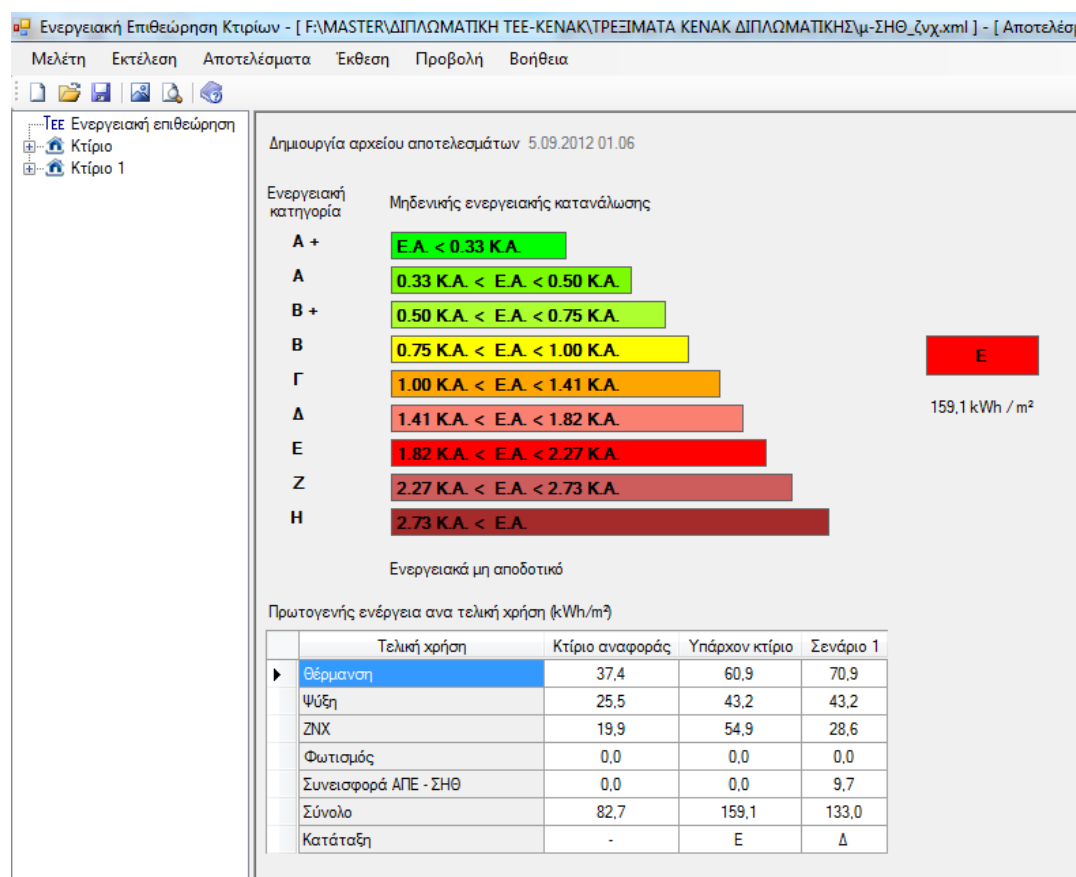 Ενεργειακή Επιθεώρηση Κτιρίων - [ F:\MASTER\ΔΙΠΛΩΜΑΤΙΚΗ ΤΕΕ-ΚΕΝΑΚ\ΤΡΕΞΙΜΑΤΑ ΚΕΝΑΚ ΔΙΠΛΩΜΑΤΙΚΗΣ\μ-ΣΗΘ_ζνχ.xml ] - [ Αποτελέσ
Μελέτη Εκτέλεση Αποτελέσματα Έκθεση Προβολή Βοήθεια
ΤΕΕ Ενεργειακή επιθεώρηση
Κτίριο
Κτίριο 1
Δημιουργία αρχείου αποτελεσμάτων 5.09.2012 01.06
Ενεργειακή κατηγορία
Μηδενικής ενεργειακής κατανάλωσης
Α + Ε.Α. < 0.33 Κ.Α.
Α 0.33 Κ.Α. < Ε.Α. < 0.50 Κ.Α.
Β + 0.50 Κ.Α. < Ε.Α. < 0.75 Κ.Α.
Β 0.75 Κ.Α. < Ε.Α. < 1.00 Κ.Α.
Ε
Γ 1.00 Κ.Α. < Ε.Α. < 1.41 Κ.Α.
159,1 kWh / m²
Δ 1.41 Κ.Α. < Ε.Α. < 1.82 Κ.Α.
Ε 1.82 Κ.Α. < Ε.Α. < 2.27 Κ.Α.
Ζ 2.27 Κ.Α. < Ε.Α. < 2.73 Κ.Α.
Η 2.73 Κ.Α. < Ε.Α.
Ενεργειακά μη αποδοτικό
Πρωτογενής ενέργεια ανα τελική χρήση (kWh/m²)
Τελική χρήση Κτίριο αναφοράς Υπάρχον κτίριο Σενάριο 1
Θέρμανση 37,4 60,9 70,9
Ψύξη 25,5 43,2 43,2
ΖΝΧ 19,9 54,9 28,6
Φωτισμός 0,0 0,0 0,0
Συνεισφορά ΑΠΕ - ΣΗΘ 0,0 0,0 9,7
Σύνολο 82,7 159,1 133,0
Κατάταξη - Ε Δ